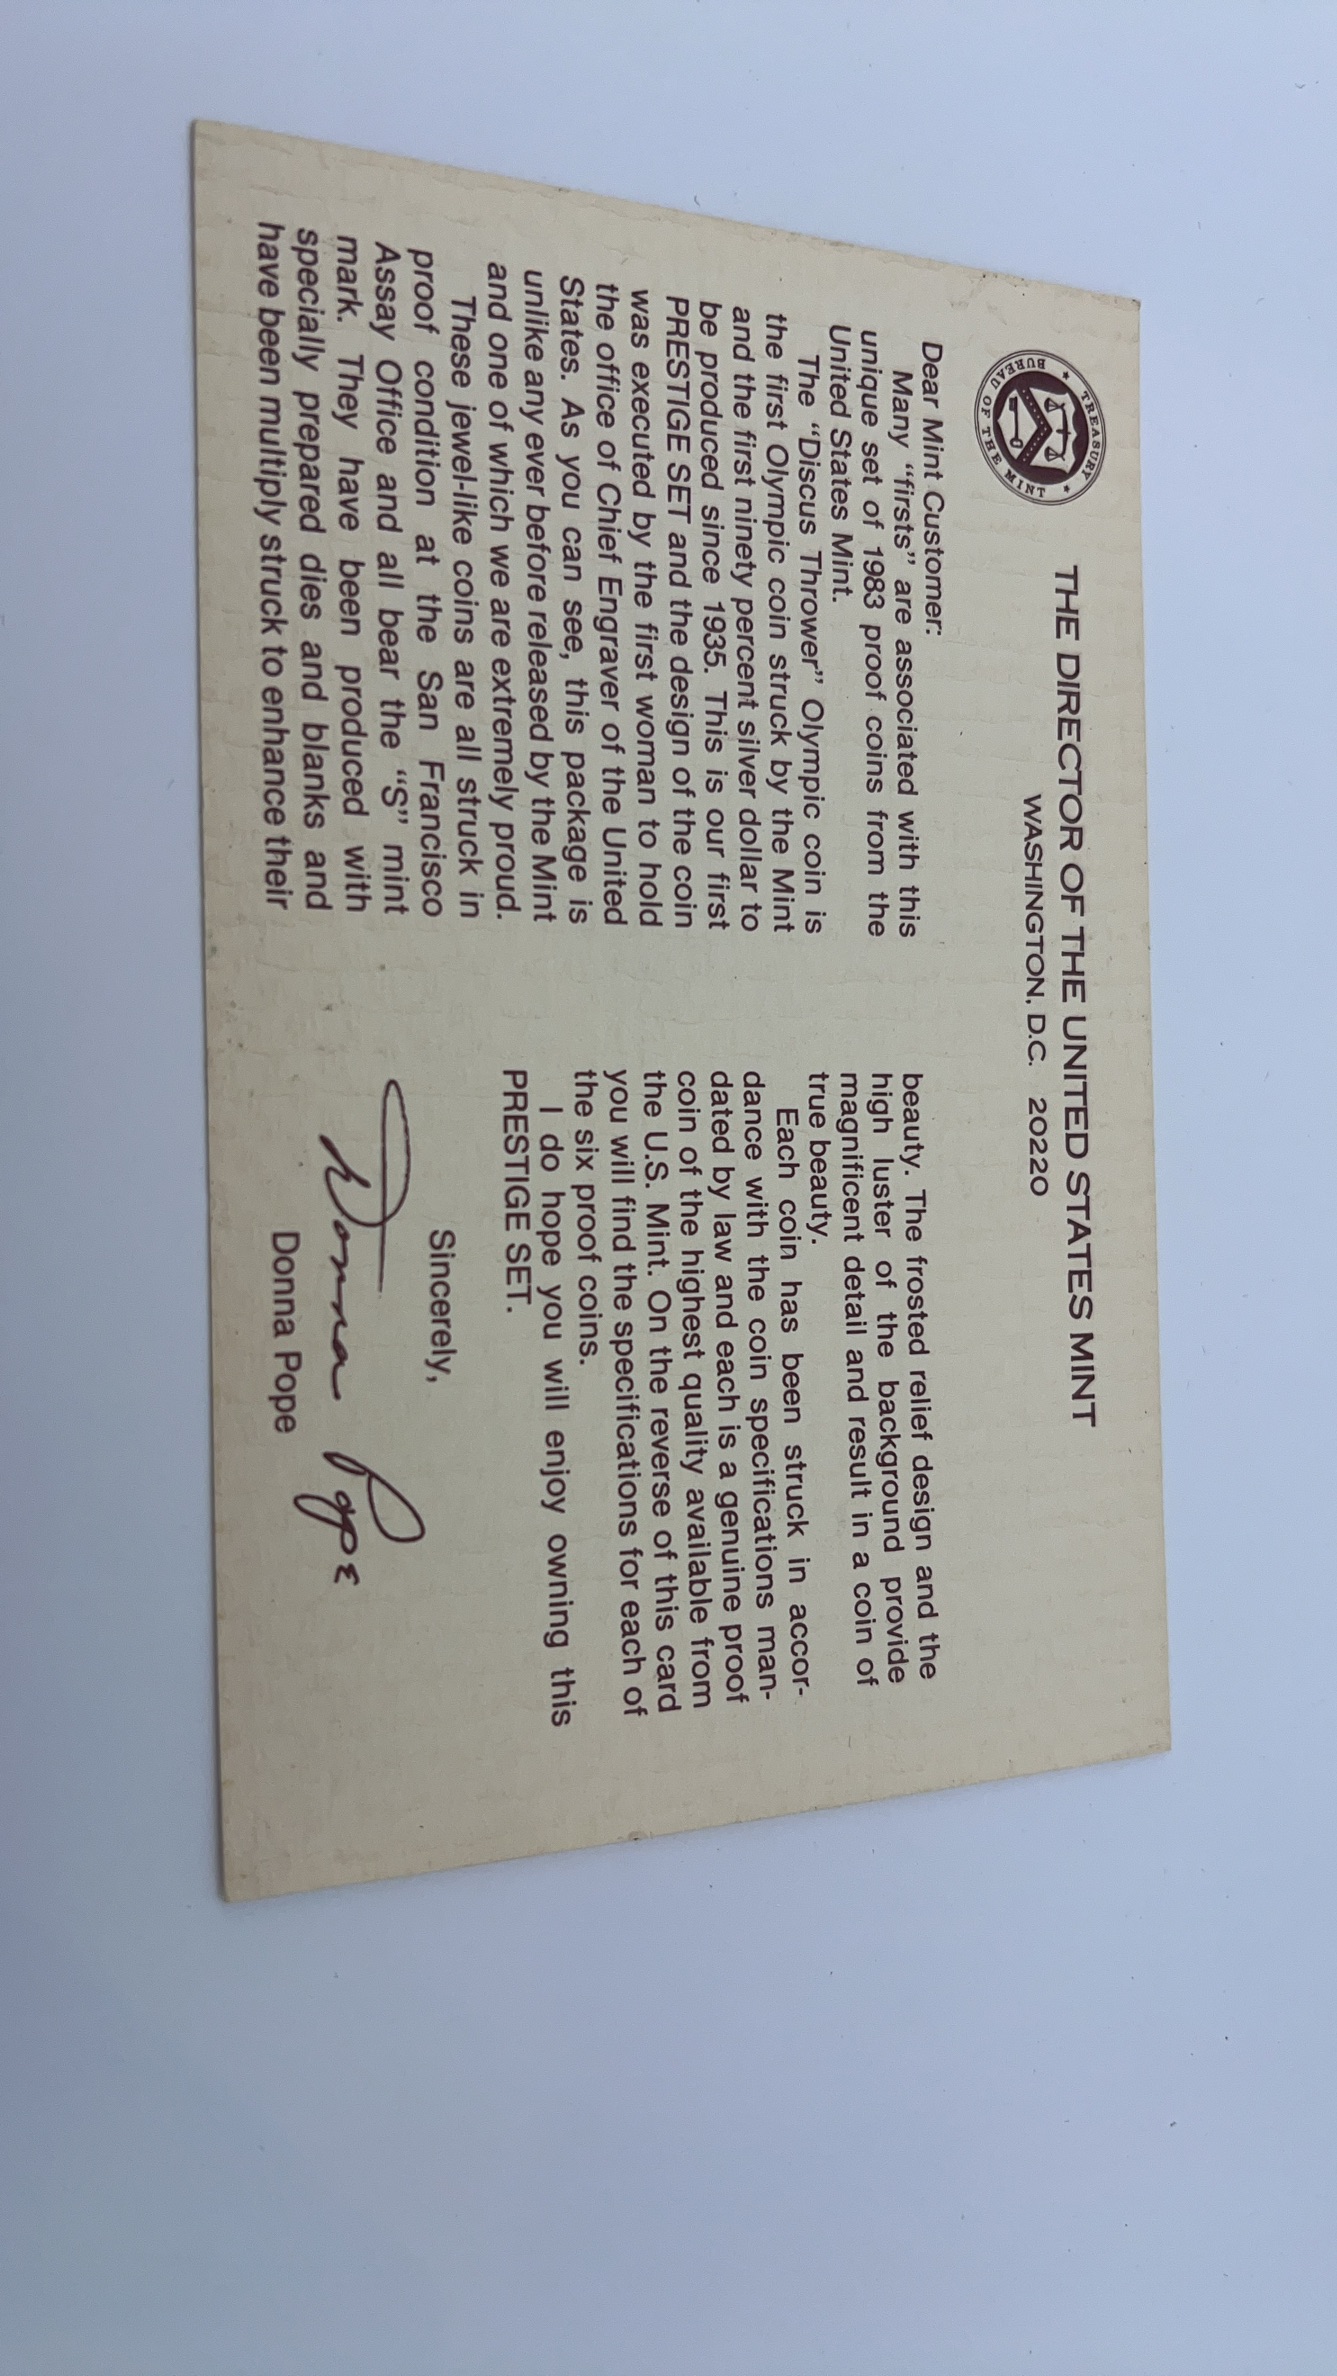 THE DIRECTOR OF THE UNITED STATES MINT
WASHINGTON, D.C. 20220
TREASURY
BUREAU OF THE MINT
Dear Mint Customer:
Many “firsts” are associated with this
unique set of 1983 proof coins from the
United States Mint.
The “Discus Thrower” Olympic coin is
the first Olympic coin struck by the Mint
and the first ninety percent silver dollar to
be produced since 1935. This is our first
PRESTIGE SET and the design of the coin
was executed by the first woman to hold
the office of Chief Engraver of the United
States. As you can see, this package is
unlike any ever before released by the Mint
and one of which we are extremely proud.
These jewel-like coins are all struck in
proof condition at the San Francisco
Assay Office and all bear the “S” mint
mark. They have been produced with
specially prepared dies and blanks and
have been multiply struck to enhance their
beauty. The frosted relief design and the
high luster of the background provide
magnificent detail and result in a coin of
true beauty.
Each coin has been struck in accor-
dance with the coin specifications man-
dated by law and each is a genuine proof
coin of the highest quality available from
the U.S. Mint. On the reverse of this card
you will find the specifications for each of
the six proof coins.
I do hope you will enjoy owning this
PRESTIGE SET.
Sincerely,
Donna Pope
Donna Pope